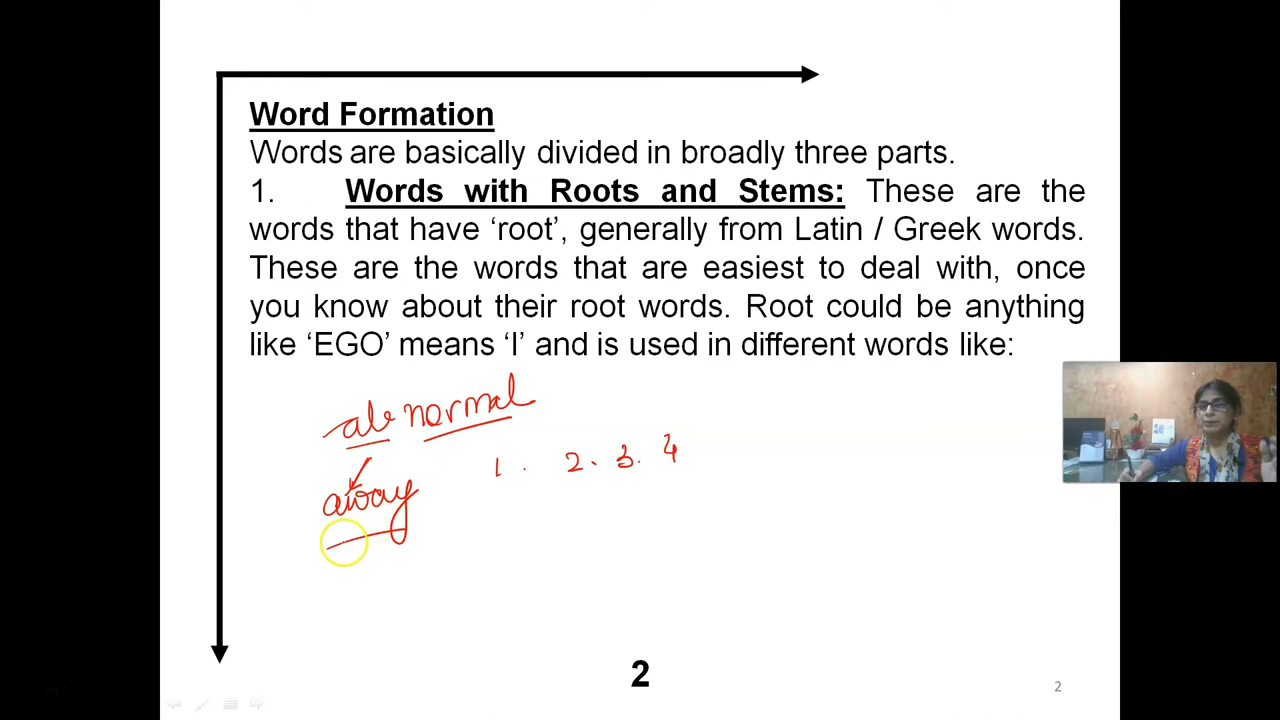 Word Formation
Words are basically divided in broadly three parts.
1. Words with Roots and Stems: These are the
words that have ‘root’, generally from Latin / Greek words.
These are the words that are easiest to deal with, once
you know about their root words. Root could be anything
like ‘EGO’ means ‘I’ and is used in different words like:
ab normal
1. 2. 3. 4
away
2
2